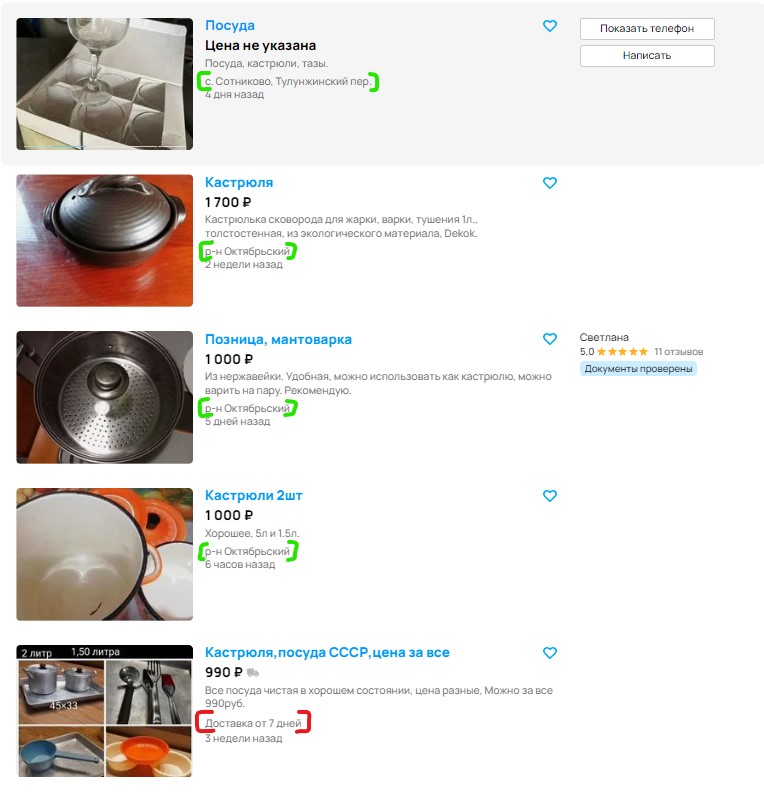 Посуда
Цена не указана
Посуда, кастрюли, тазы.
с. Сотниково, Тулунжинский пер.
4 дня назад
Показать телефон
Написать
Кастрюля
1 700 ₽
Кастрюлька сковорода для жарки, варки, тушения 1л.,
толстостенная, из экологического материала, Dekok.
р-н Октябрьский
2 недели назад
Позница, мантоварка
1 000 ₽
Из нержавейки. Удобная, можно использовать как кастрюлю, можно
варить на пару. Рекомендую.
р-н Октябрьский
5 дней назад
Светлана
5,0 ★★★★★ 11 отзывов
Документы проверены
Кастрюли 2шт
1 000 ₽
Хорошее, 5л и 1.5л.
р-н Октябрьский
6 часов назад
2 литр 1,50 литра
45×33
Кастрюля,посуда СССР,цена за все
990 ₽
Все посуда чистая в хорошем состоянии, цена разные, Можно за все
990руб.
Доставка от 7 дней
3 недели назад